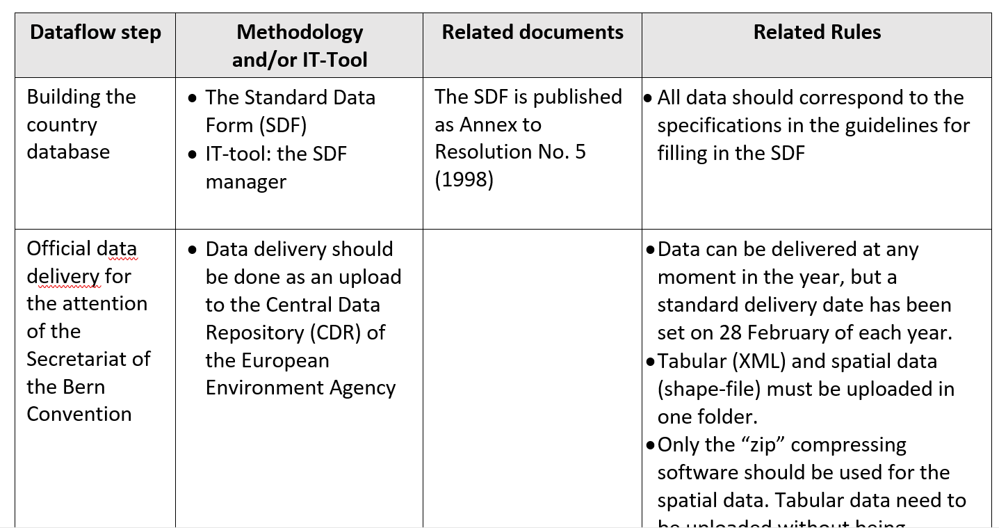 Dataflow step
Methodology
and/or IT-Tool
Related documents
Related Rules
Building the
country
database
• The Standard Data
Form (SDF)
• IT-tool: the SDF
manager
The SDF is published
as Annex to
Resolution No. 5
(1998)
• All data should correspond to the
specifications in the guidelines for
filling in the SDF
Official data
delivery for
the attention
of the
Secretariat of
the Bern
Convention
• Data delivery should
be done as an upload
to the Central Data
Repository (CDR) of
the European
Environment Agency
• Data can be delivered at any
moment in the year, but a
standard delivery date has been
set on 28 February of each year.
• Tabular (XML) and spatial data
(shape-file) must be uploaded in
one folder.
• Only the “zip” compressing
software should be used for the
spatial data. Tabular data need to
be uploaded without being